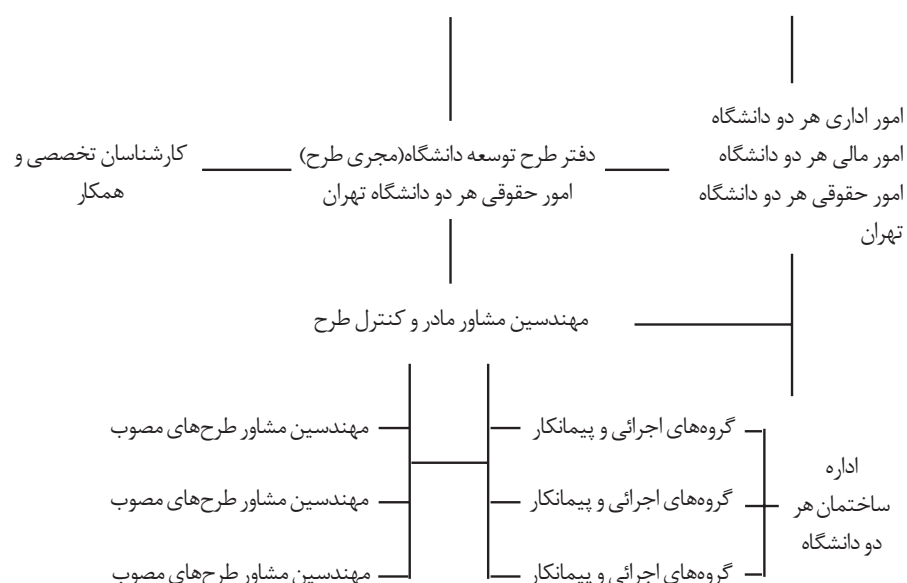 امور اداری هر دو دانشگاه
امور مالی هر دو دانشگاه
امور حقوقی هر دو دانشگاه
تهران
دفتر طرح توسعه دانشگاه(مجری طرح)
امور حقوقی هر دو دانشگاه تهران
کارشناسان تخصصی و
همکار
مهندسین مشاور مادر و کنترل طرح
گروه‌های اجرائی و پیمانکار
مهندسین مشاور طرح‌های مصوب
گروه‌های اجرائی و پیمانکار
مهندسین مشاور طرح‌های مصوب
گروه‌های اجرائی و پیمانکار
مهندسین مشاور طرح‌های مصوب
اداره
ساختمان هر
دو دانشگاه